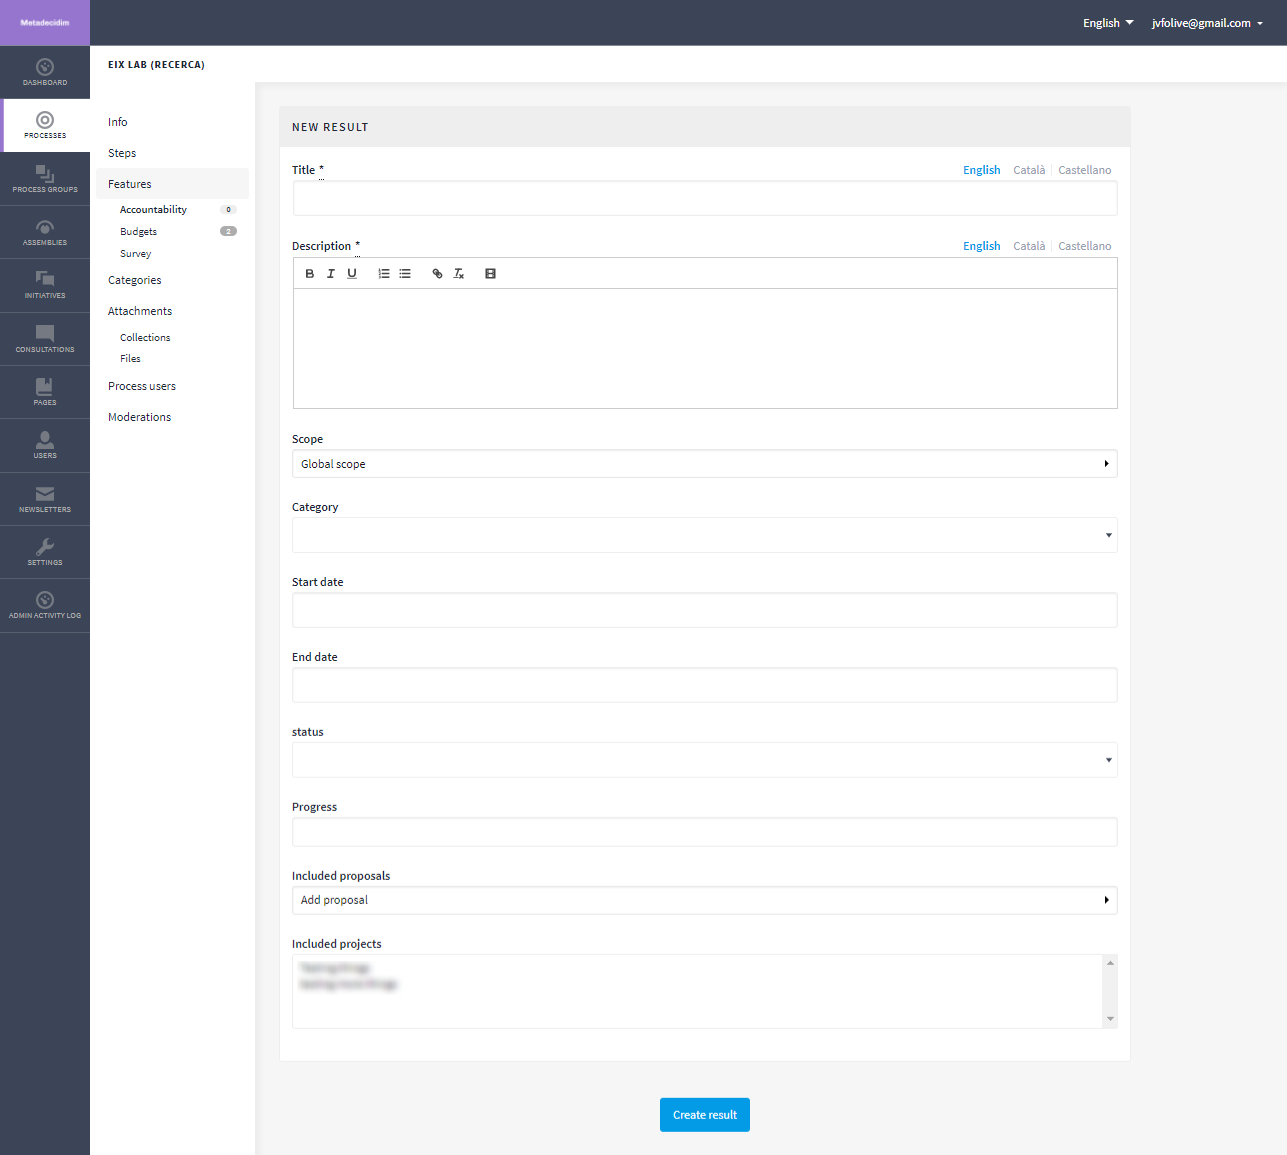 Metadecidim
English
jvfolive@gmail.com
DASHBOARD
PROCESSES
PROCESS GROUPS
ASSEMBLIES
INITIATIVES
CONSULTATIONS
PAGES
USERS
NEWSLETTERS
SETTINGS
ADMIN ACTIVITY LOG
EIX LAB (RECERCA)
Info
Steps
Features
Accountability 0
Budgets 2
Survey
Categories
Attachments
Collections
Files
Process users
Moderations
NEW RESULT
Title * English Català Castellano
Description * English Català Castellano
B I U
Scope
Global scope
Category
Start date
End date
status
Progress
Included proposals
Add proposal
Included projects
Create result